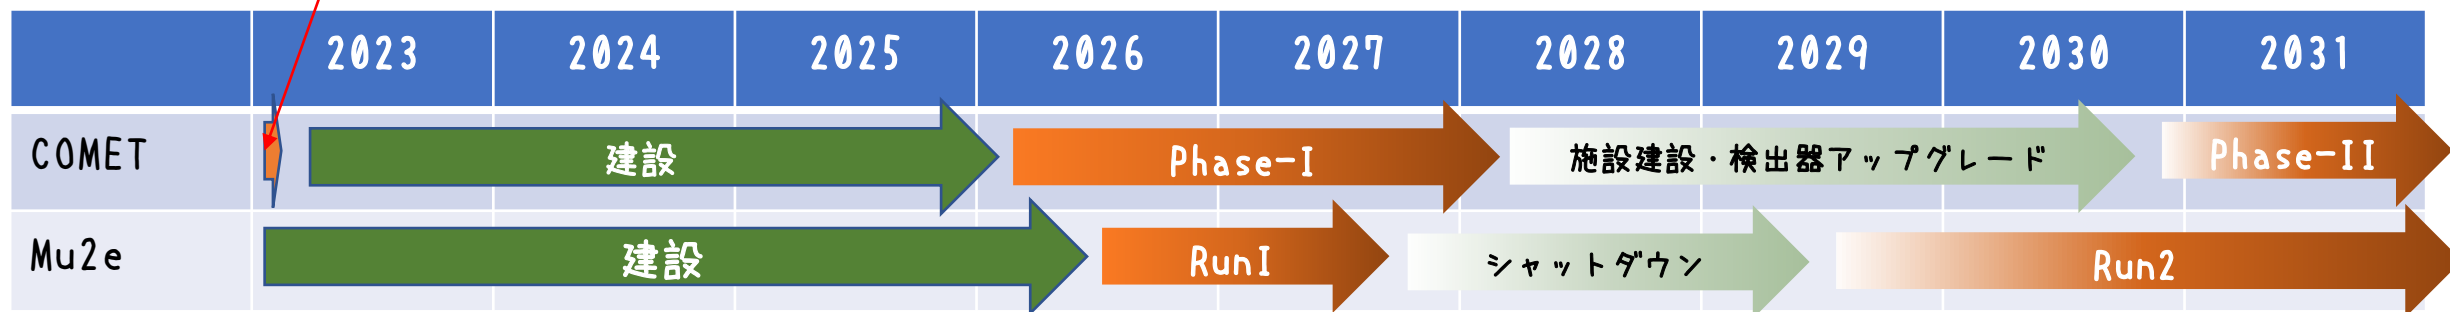 2023 2024 2025 2026 2027 2028 2029 2030 2031
COMET 建設 Phase-I 施設建設・検出器アップグレード Phase-II
Mu2e 建設 RunI シャットダウン Run2